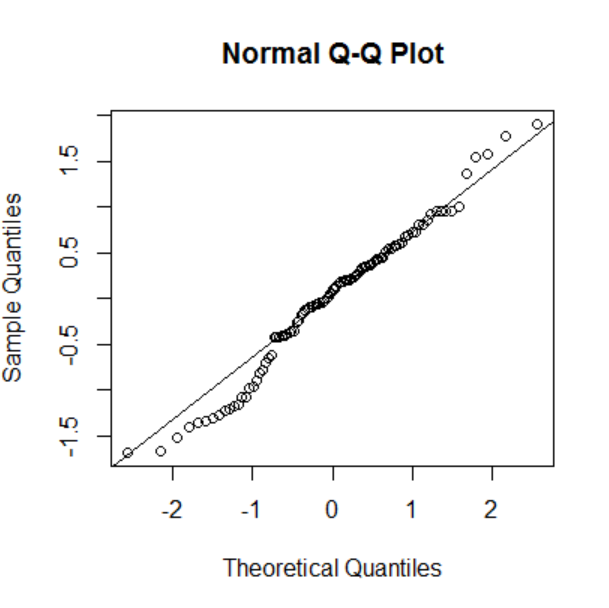 Normal Q-Q Plot
Sample Quantiles
1.5
0.5
-0.5
-1.5
-2 -1 0 1 2
Theoretical Quantiles